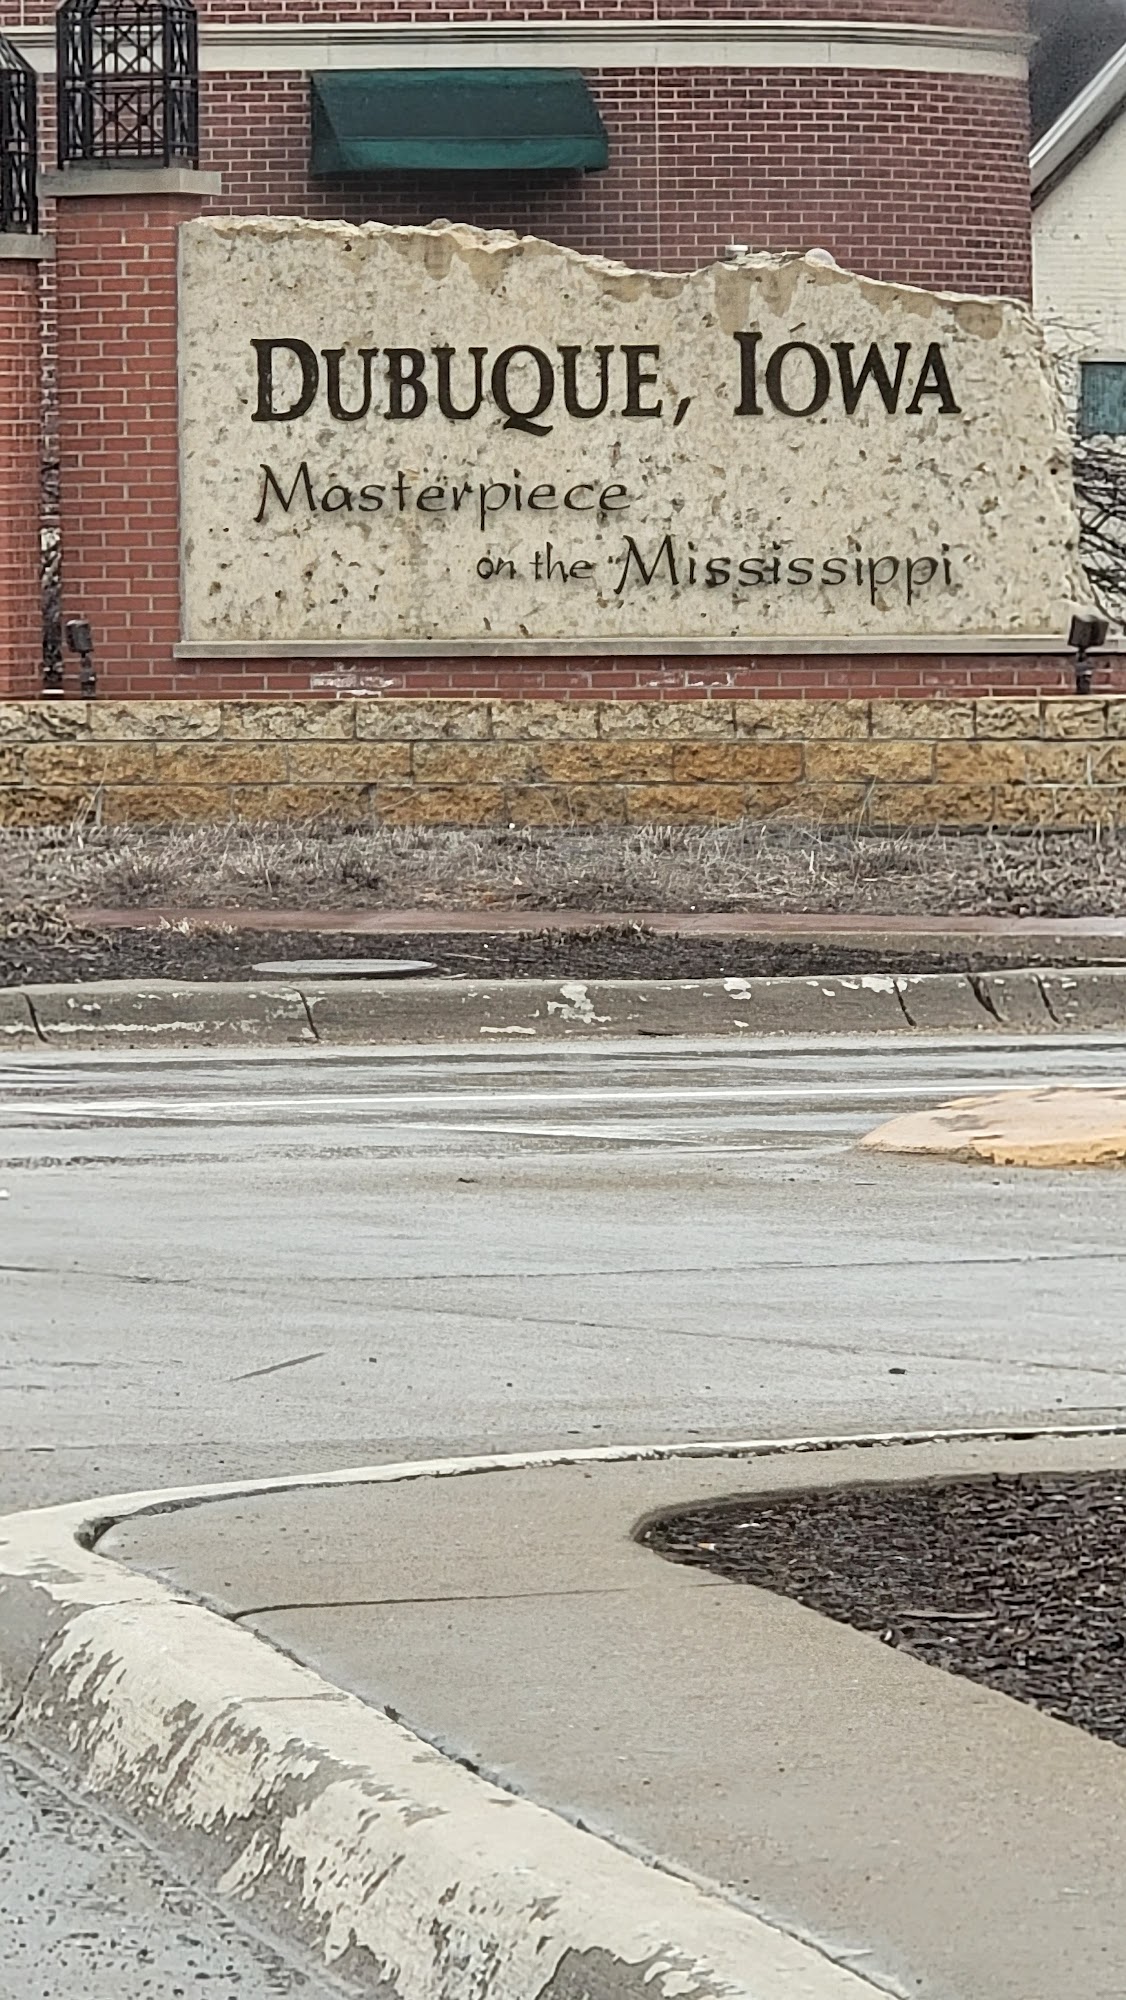 DUBUQUE, IOWA
Masterpiece
on the Mississippi